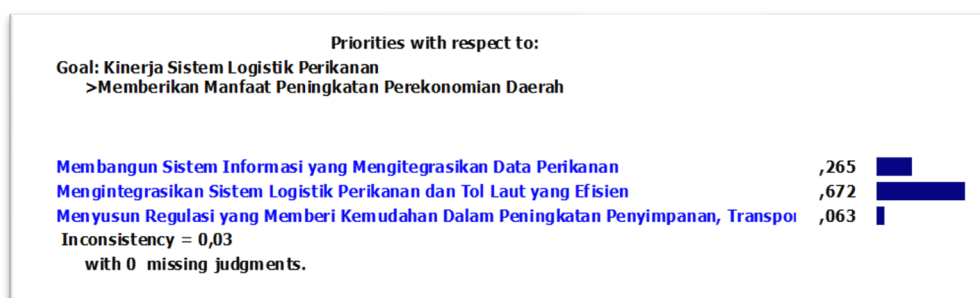 Priorities with respect to:
Goal: Kinerja Sistem Logistik Perikanan
>Memberikan Manfaat Peningkatan Perekonomian Daerah
Membangun Sistem Informasi yang Mengitegrasikan Data Perikanan ,265
Mengintegrasikan Sistem Logistik Perikanan dan Tol Laut yang Efisien ,672
Menyusun Regulasi yang Memberi Kemudahan Dalam Peningkatan Penyimpanan, Transpor ,063
Inconsistency = 0,03
with 0 missing judgments.